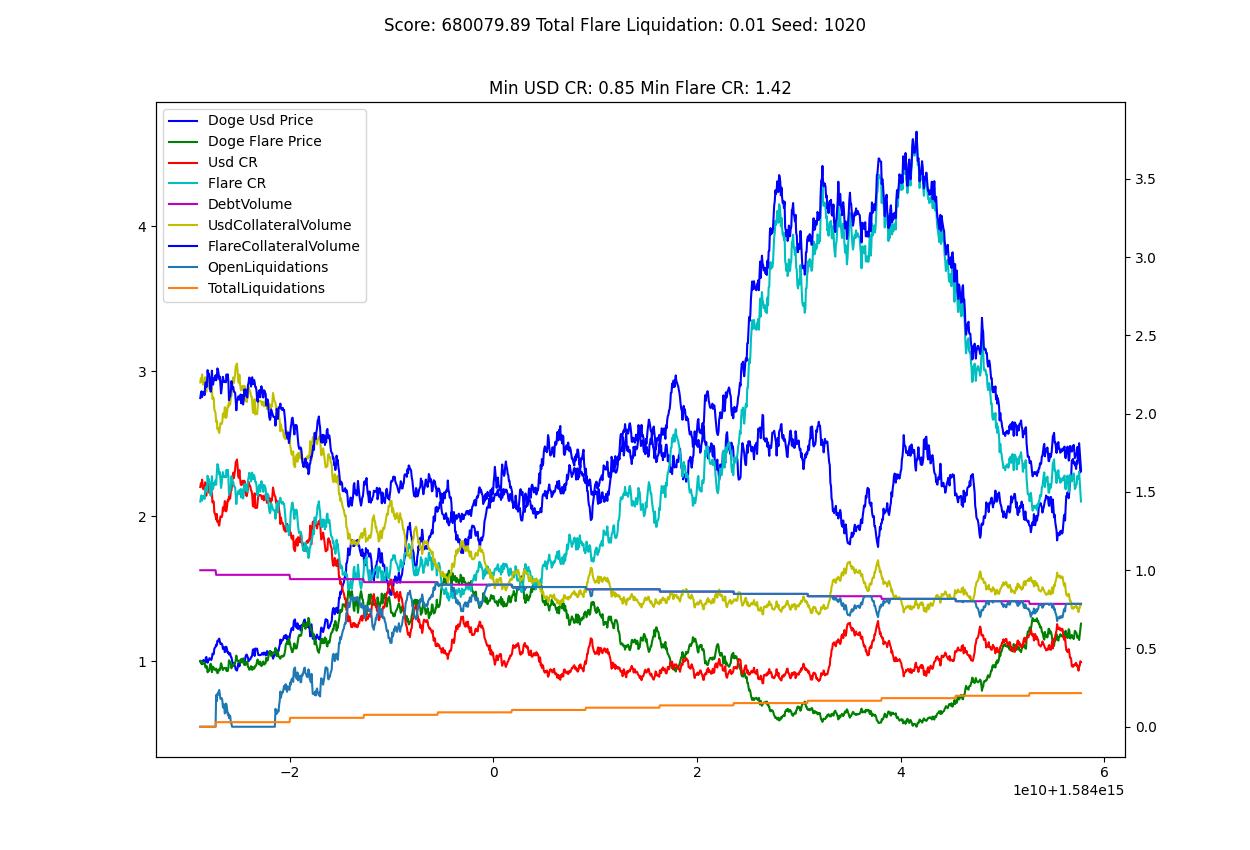 Score: 680079.89 Total Flare Liquidation: 0.01 Seed: 1020
Min USD CR: 0.85 Min Flare CR: 1.42
Doge Usd Price
Doge Flare Price
Usd CR
Flare CR
DebtVolume
UsdCollateralVolume
FlareCollateralVolume
OpenLiquidations
TotalLiquidations
4
3
2
1
3.5
3.0
2.5
2.0
1.5
1.0
0.5
0.0
−2 0 2 4 6
1e10+1.584e15